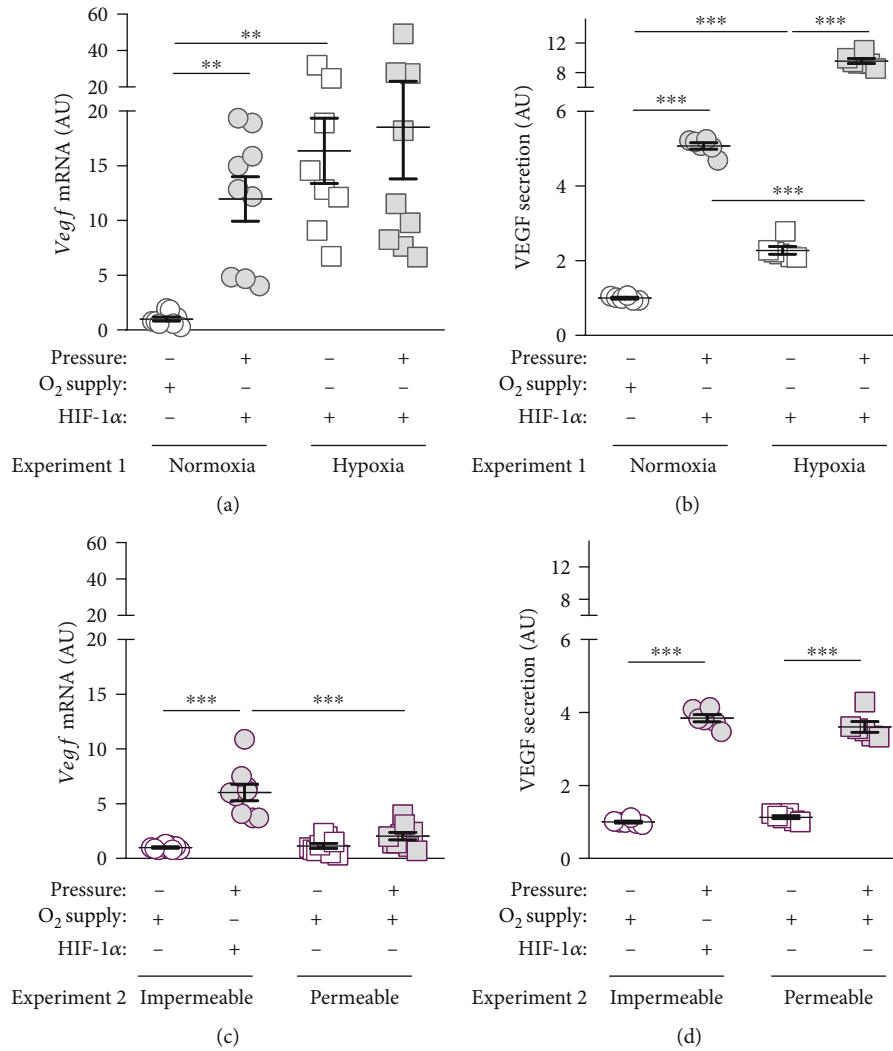 60
40
20
20
15
10
5
0
Vegf mRNA (AU)
**
**
Pressure: – + – +
O2 supply: + – – –
HIF-1α: – + + +
Experiment 1 Normoxia Hypoxia
(a)
12
8
6
4
2
0
VEGF secretion (AU)
***
***
***
***
Pressure: – + – +
O2 supply: + – – –
HIF-1α: – + + +
Experiment 1 Normoxia Hypoxia
(b)
60
40
20
20
15
10
5
0
Vegf mRNA (AU)
***
***
Pressure: – + – +
O2 supply: + – + +
HIF-1α: – + – –
Experiment 2 Impermeable Permeable
(c)
12
8
6
4
2
0
VEGF secretion (AU)
***
***
Pressure: – + – +
O2 supply: + – + +
HIF-1α: – + – –
Experiment 2 Impermeable Permeable
(d)